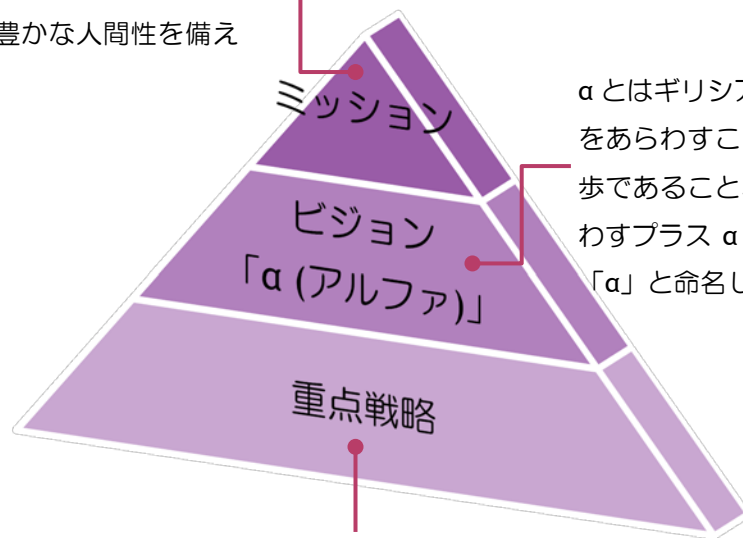 豊かな人間性を備え
ミッション
αとはギリシア
をあらわすこ
歩であること
わすプラス α
「α」と命名し
ビジョン
「α (アルファ)」
重点戦略